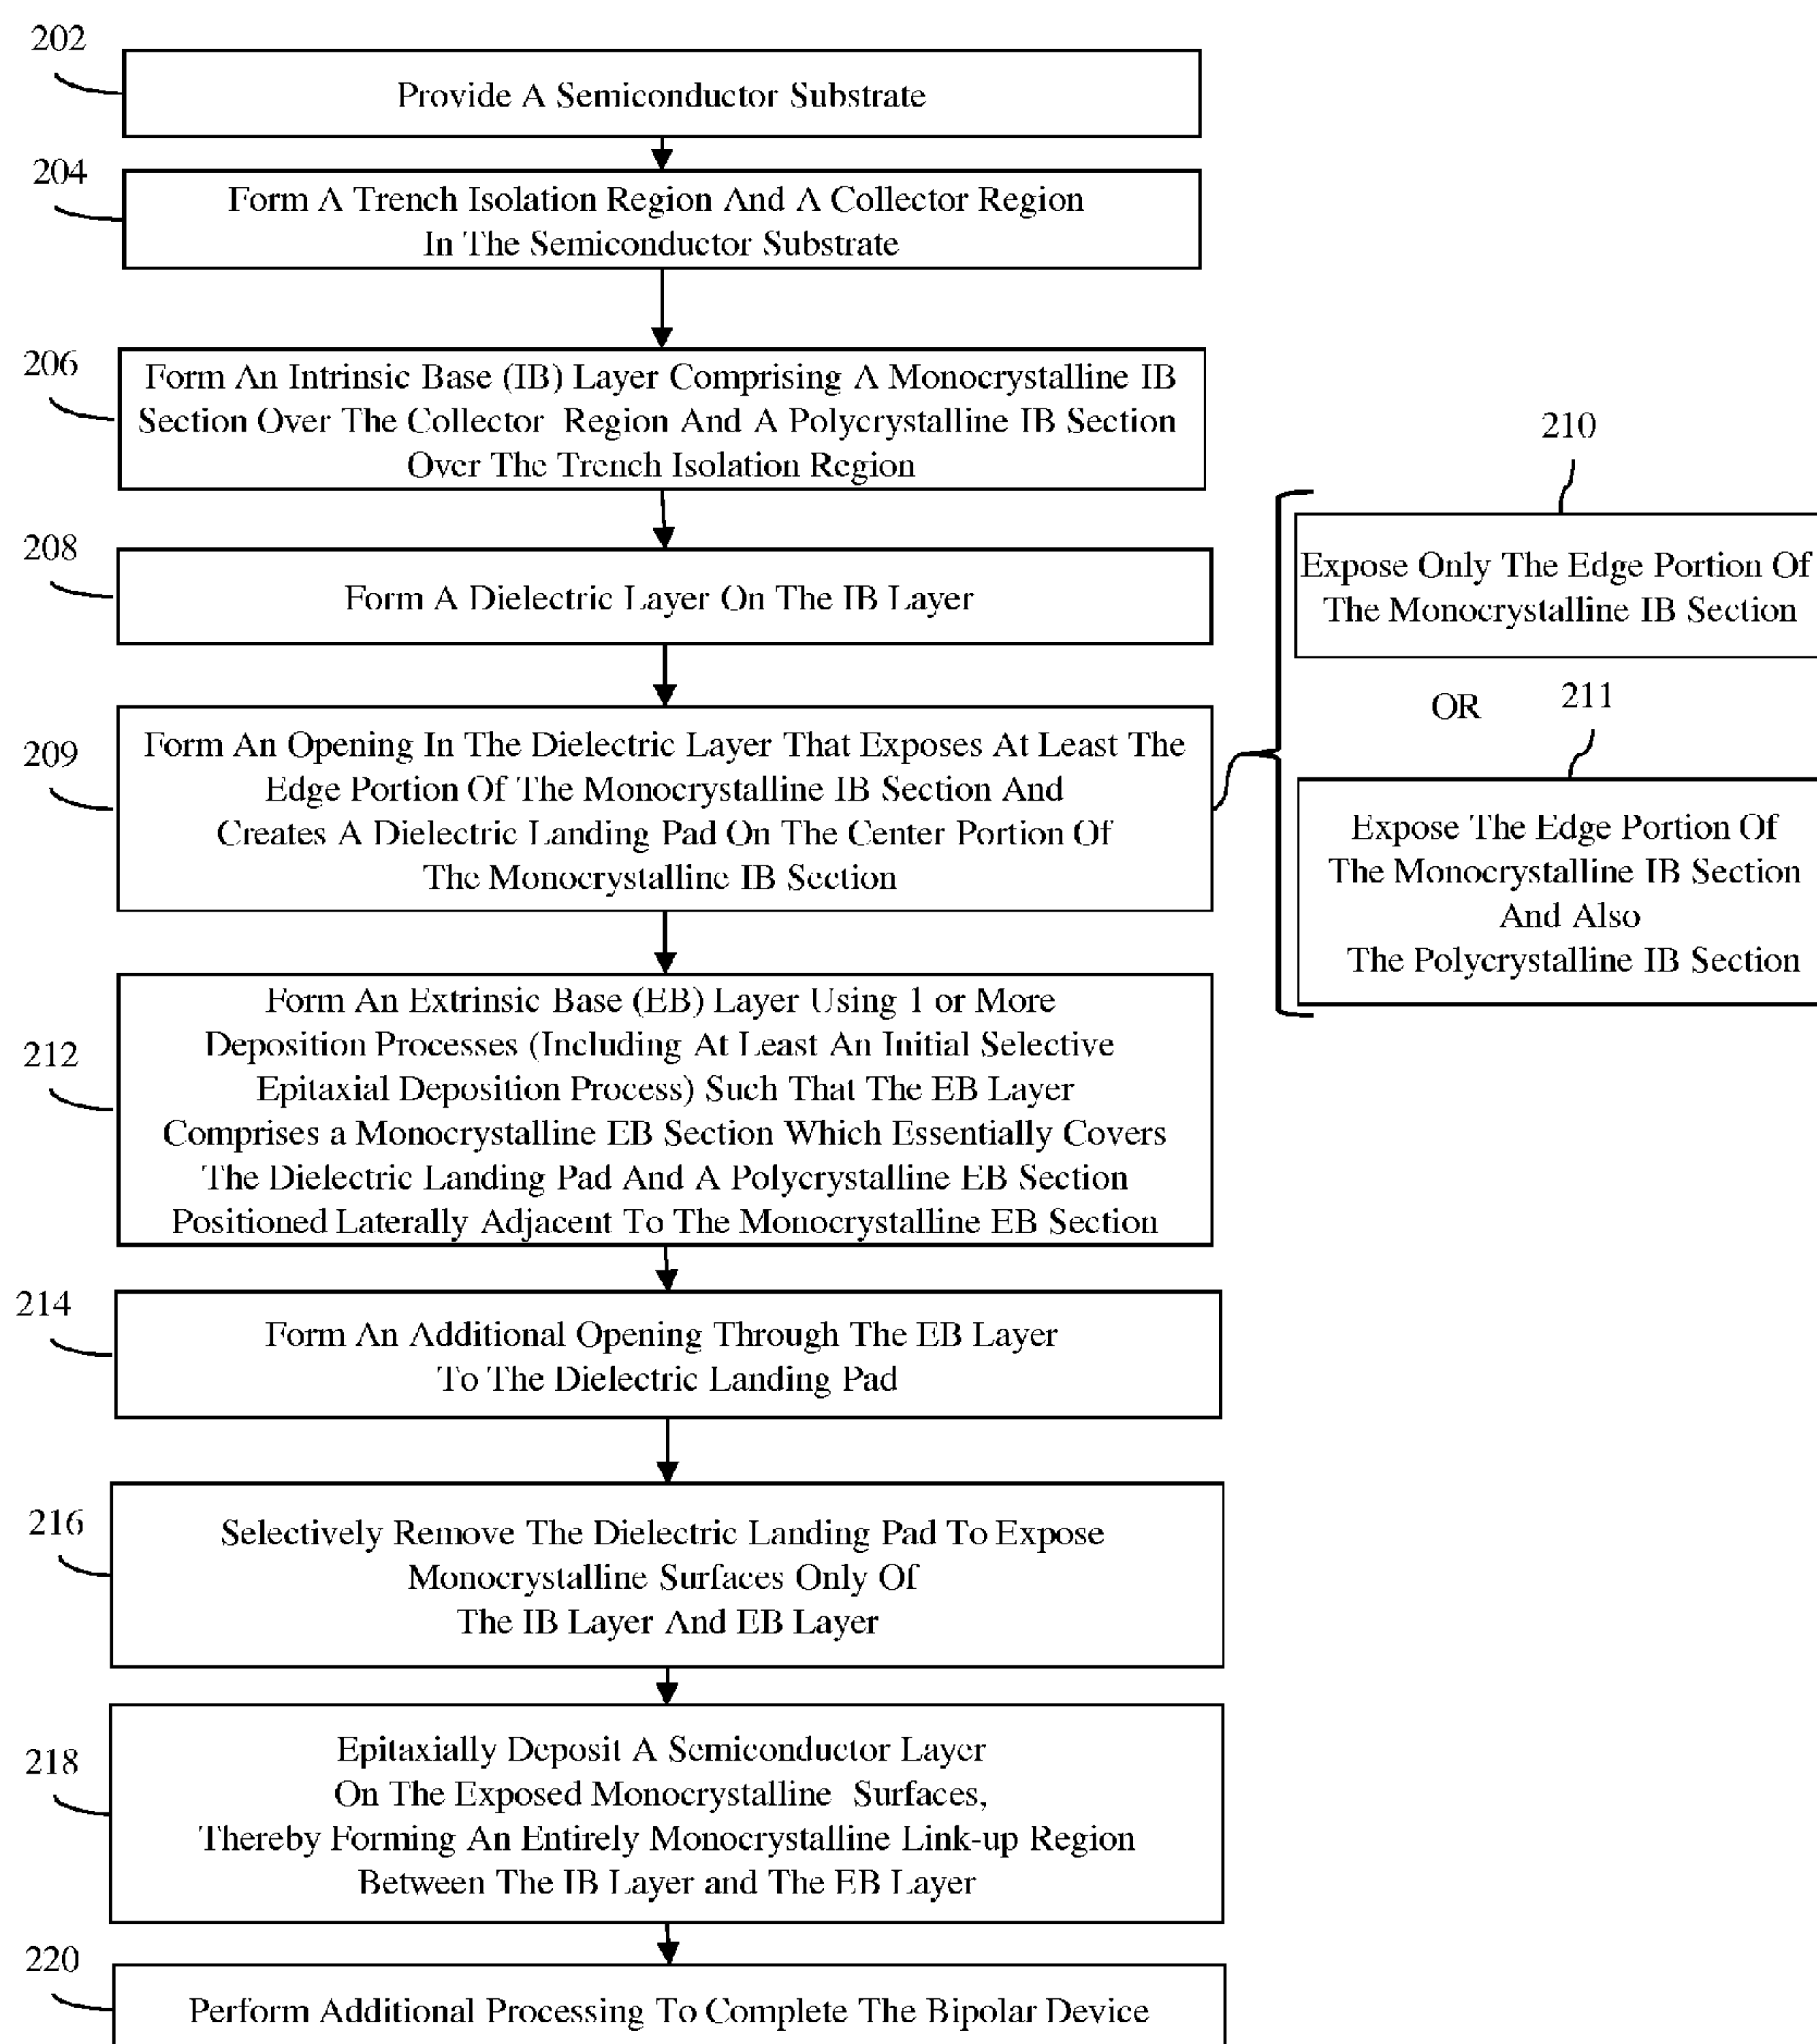 202
Provide A Semiconductor Substrate
204
Form A Trench Isolation Region And A Collector Region
In The Semiconductor Substrate
206
Form An Intrinsic Base (IB) Layer Comprising A Monocrystalline IB
Section Over The Collector Region And A Polycrystalline IB Section
Over The Trench Isolation Region
208
Form A Dielectric Layer On The IB Layer
209
Form An Opening In The Dielectric Layer That Exposes At Least The
Edge Portion Of The Monocrystalline IB Section And
Creates A Dielectric Landing Pad On The Center Portion Of
The Monocrystalline IB Section
210
Expose Only The Edge Portion Of
The Monocrystalline IB Section
OR
211
Expose The Edge Portion Of
The Monocrystalline IB Section
And Also
The Polycrystalline IB Section
212
Form An Extrinsic Base (EB) Layer Using 1 or More
Deposition Processes (Including At Least An Initial Selective
Epitaxial Deposition Process) Such That The EB Layer
Comprises a Monocrystalline EB Section Which Essentially Covers
The Dielectric Landing Pad And A Polycrystalline EB Section
Positioned Laterally Adjacent To The Monocrystalline EB Section
214
Form An Additional Opening Through The EB Layer
To The Dielectric Landing Pad
216
Selectively Remove The Dielectric Landing Pad To Expose
Monocrystalline Surfaces Only Of
The IB Layer And EB Layer
218
Epitaxially Deposit A Semiconductor Layer
On The Exposed Monocrystalline Surfaces,
Thereby Forming An Entirely Monocrystalline Link-up Region
Between The IB Layer and The EB Layer
220
Perform Additional Processing To Complete The Bipolar Device